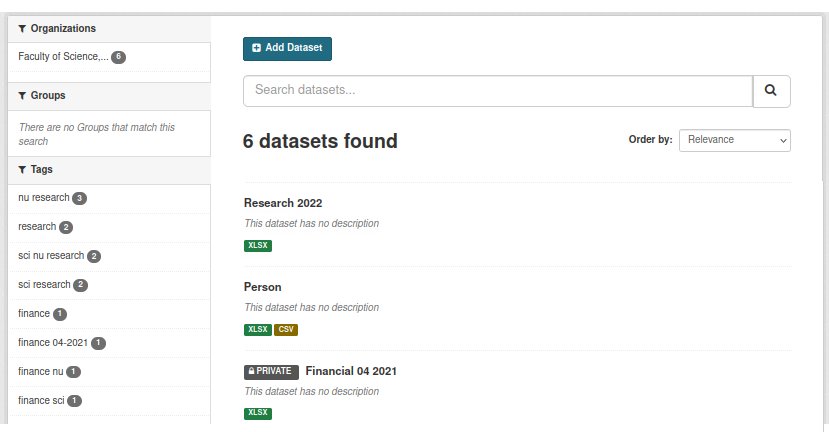 Organizations
Faculty of Science,... 6
Groups
There are no Groups that match this
search
Tags
nu research 3
research 2
sci nu research 2
sci research 2
finance 1
finance 04-2021 1
finance nu 1
finance sci 1
Add Dataset
Search datasets...
6 datasets found
Order by: Relevance
Research 2022
This dataset has no description
XLSX
Person
This dataset has no description
XLSX CSV
PRIVATE Financial 04 2021
This dataset has no description
XLSX